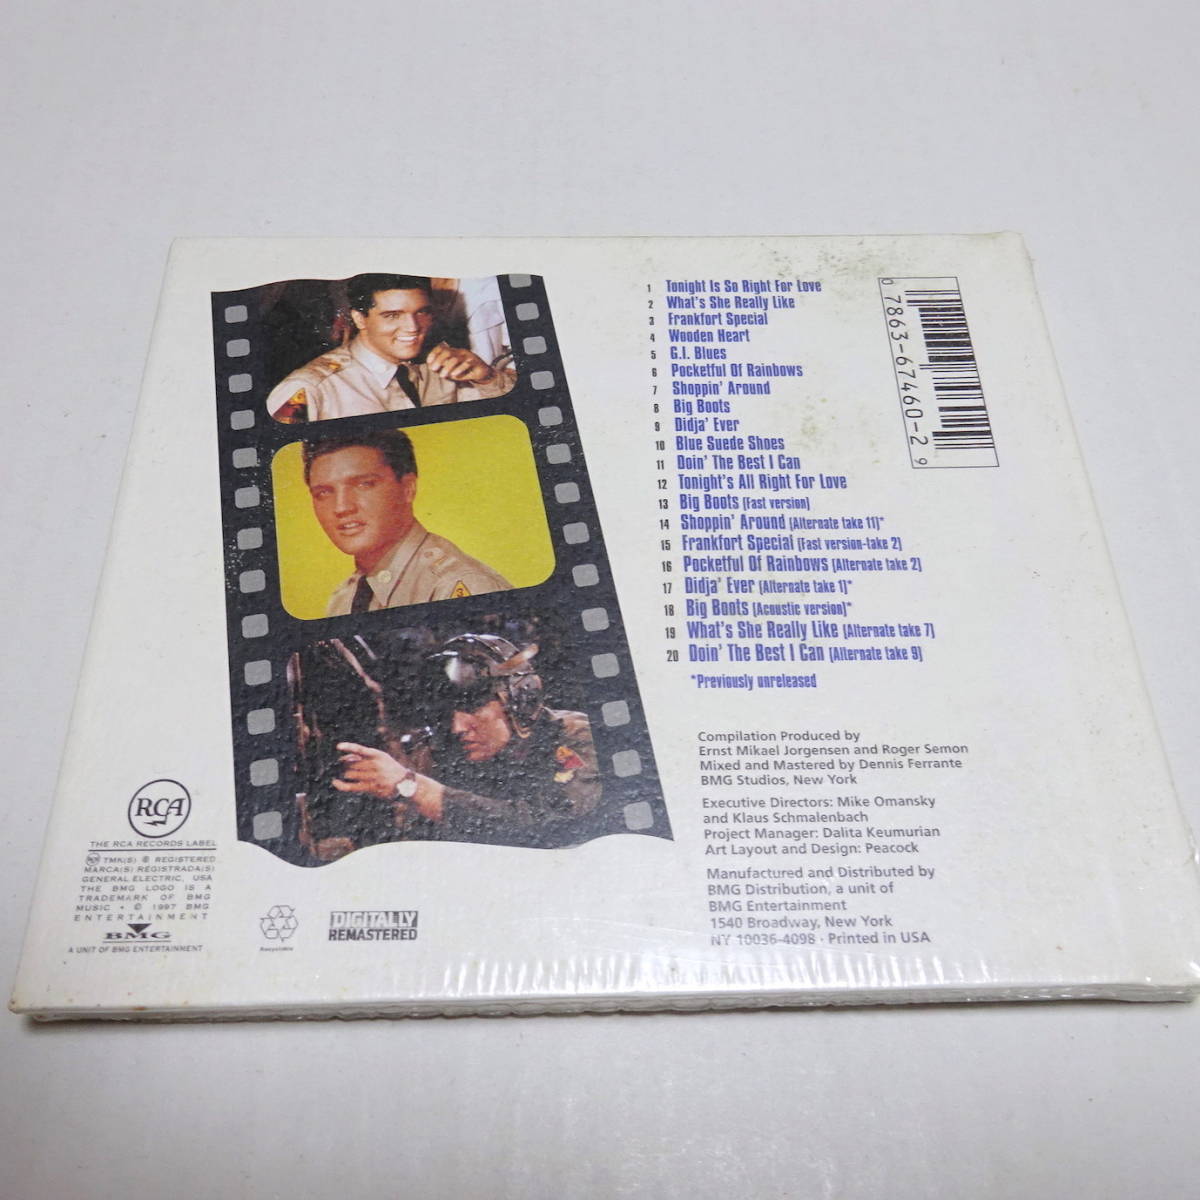 1 Tonight Is So Right For Love
2 What's She Really Like
3 Frankfort Special
4 Wooden Heart
5 G.I. Blues
6 Pocketful Of Rainbows
7 Shoppin' Around
8 Big Boots
9 Didja' Ever
10 Blue Suede Shoes
11 Doin' The Best I Can
12 Tonight's All Right For Love
13 Big Boots (Fast version)
14 Shoppin' Around (Alternate take 11)*
15 Frankfort Special (Fast version-take 2)
16 Pocketful Of Rainbows (Alternate take 2)
17 Didja' Ever (Alternate take 1)*
18 Big Boots (Acoustic version)*
19 What's She Really Like (Alternate take 7)
20 Doin' The Best I Can (Alternate take 9)
*Previously unreleased
0 7863-67460-2 9
Compilation Produced by
Ernst Mikael Jorgensen and Roger Semon
Mixed and Mastered by Dennis Ferrante
BMG Studios, New York
Executive Directors: Mike Omansky
and Klaus Schmalenbach
Project Manager: Dalita Keumurian
Art Layout and Design: Peacock
Manufactured and Distributed by
BMG Distribution, a unit of
BMG Entertainment
1540 Broadway, New York
NY 10036-4098 · Printed in USA
RCA
THE RCA RECORDS LABEL
RCA TMK(S) ® REGISTERED
MARCA(S) REGISTRADA(S)
GENERAL ELECTRIC, USA
THE BMG LOGO IS A
TRADEMARK OF BMG
MUSIC • © 1997 BMG
ENTERTAINMENT
BMG
A UNIT OF BMG ENTERTAINMENT
Recyclable
DIGITALLY
REMASTERED